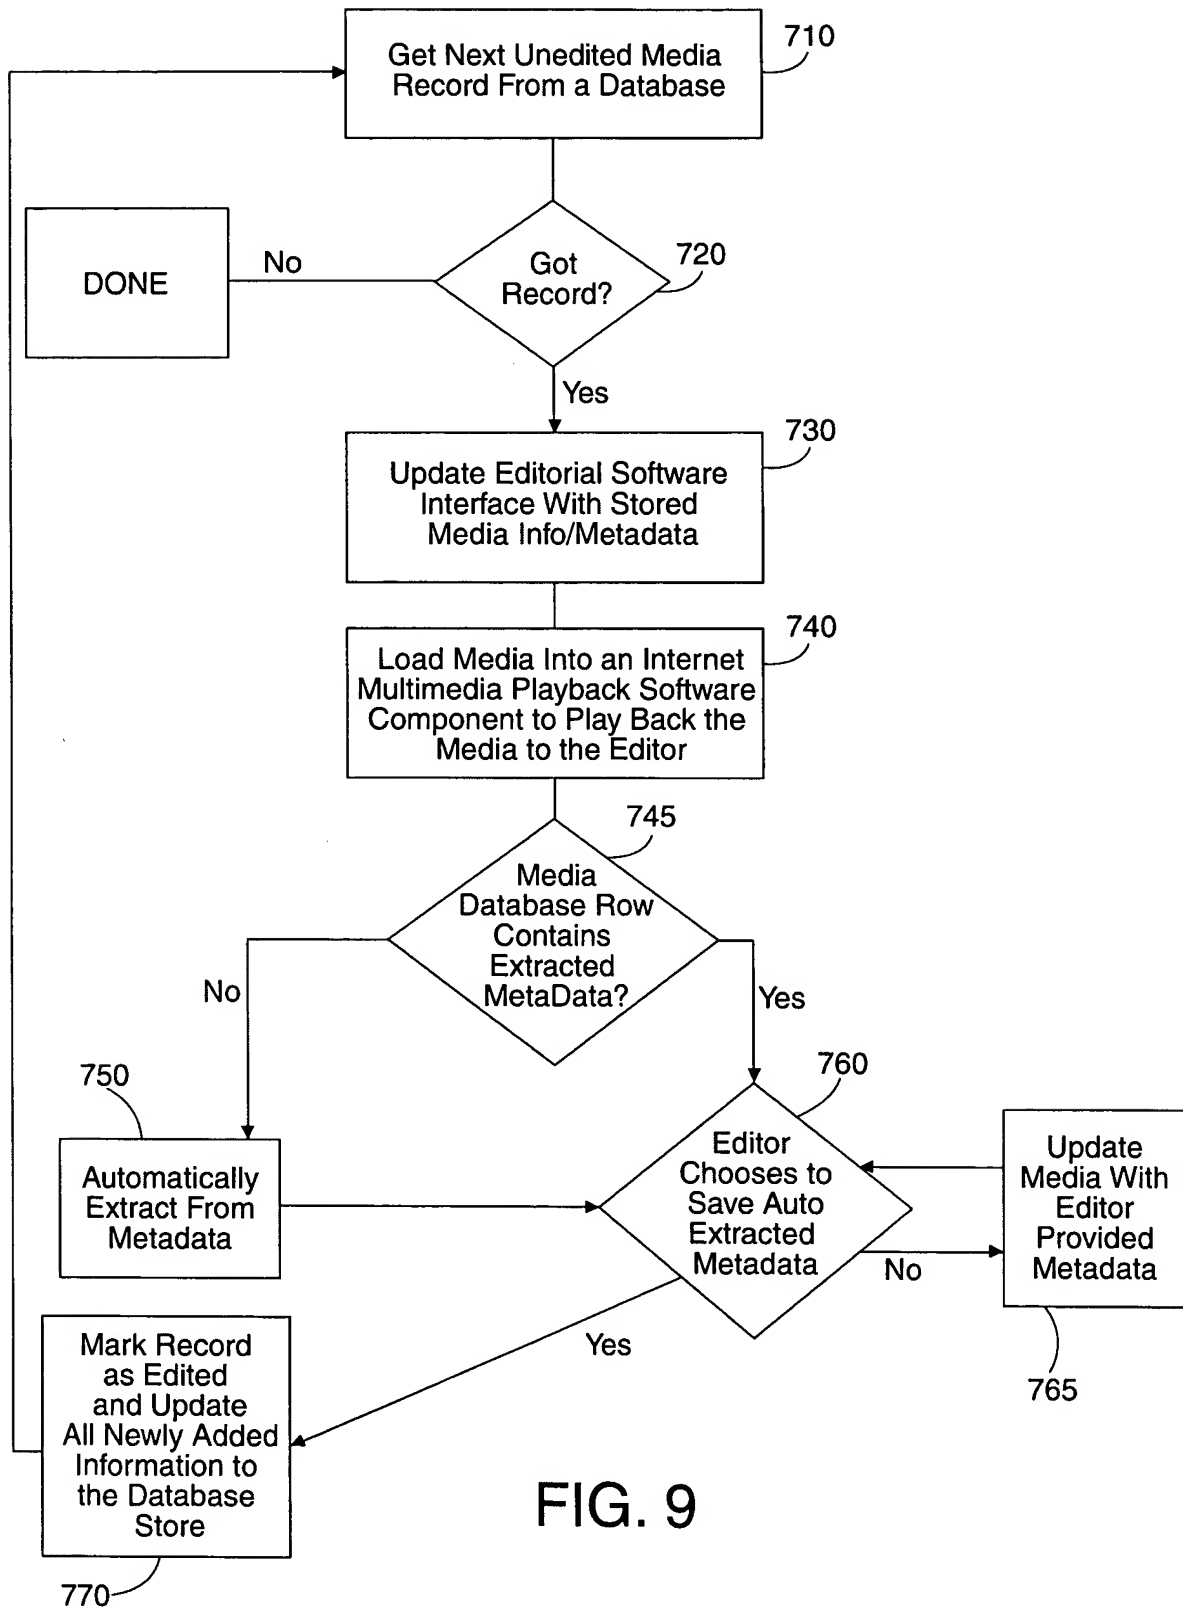 Get Next Unedited Media
Record From a Database
710
Got
Record?
720
No
DONE
Yes
Update Editorial Software
Interface With Stored
Media Info/Metadata
730
Load Media Into an Internet
Multimedia Playback Software
Component to Play Back the
Media to the Editor
740
Media
Database Row
Contains
Extracted
MetaData?
745
No
Yes
750
Automatically
Extract From
Metadata
760
Editor
Chooses to
Save Auto
Extracted
Metadata
No
Update
Media With
Editor
Provided
Metadata
765
Yes
Mark Record
as Edited
and Update
All Newly Added
Information to
the Database
Store
770
FIG. 9